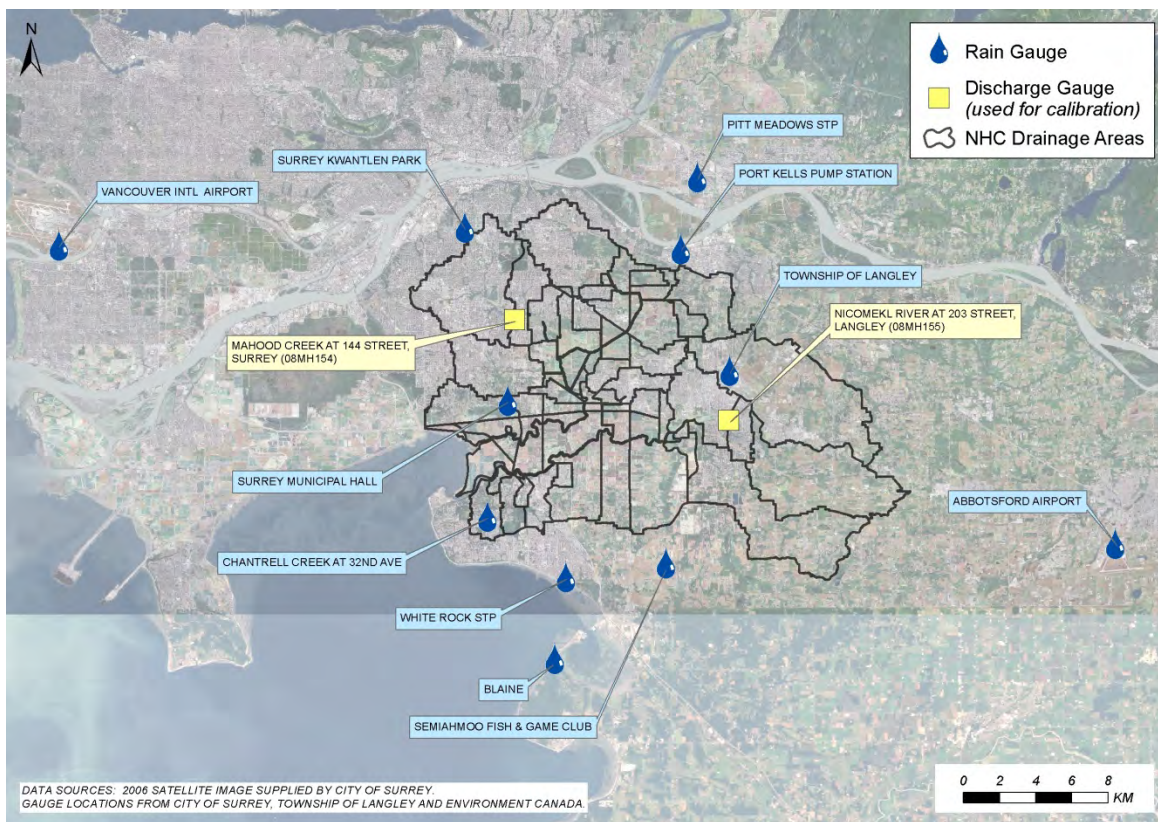 N
Rain Gauge
Discharge Gauge
(used for calibration)
NHC Drainage Areas
PITT MEADOWS STP
SURREY KWANTLEN PARK
PORT KELLS PUMP STATION
VANCOUVER INTL AIRPORT
TOWNSHIP OF LANGLEY
NICOMEKL RIVER AT 203 STREET,
LANGLEY (08MH155)
MAHOOD CREEK AT 144 STREET,
SURREY (08MH154)
SURREY MUNICIPAL HALL
ABBOTSFORD AIRPORT
CHANTRELL CREEK AT 32ND AVE
WHITE ROCK STP
BLAINE
SEMIAHMOO FISH & GAME CLUB
DATA SOURCES: 2006 SATELLITE IMAGE SUPPLIED BY CITY OF SURREY.
GAUGE LOCATIONS FROM CITY OF SURREY, TOWNSHIP OF LANGLEY AND ENVIRONMENT CANADA.
0 2 4 6 8
KM